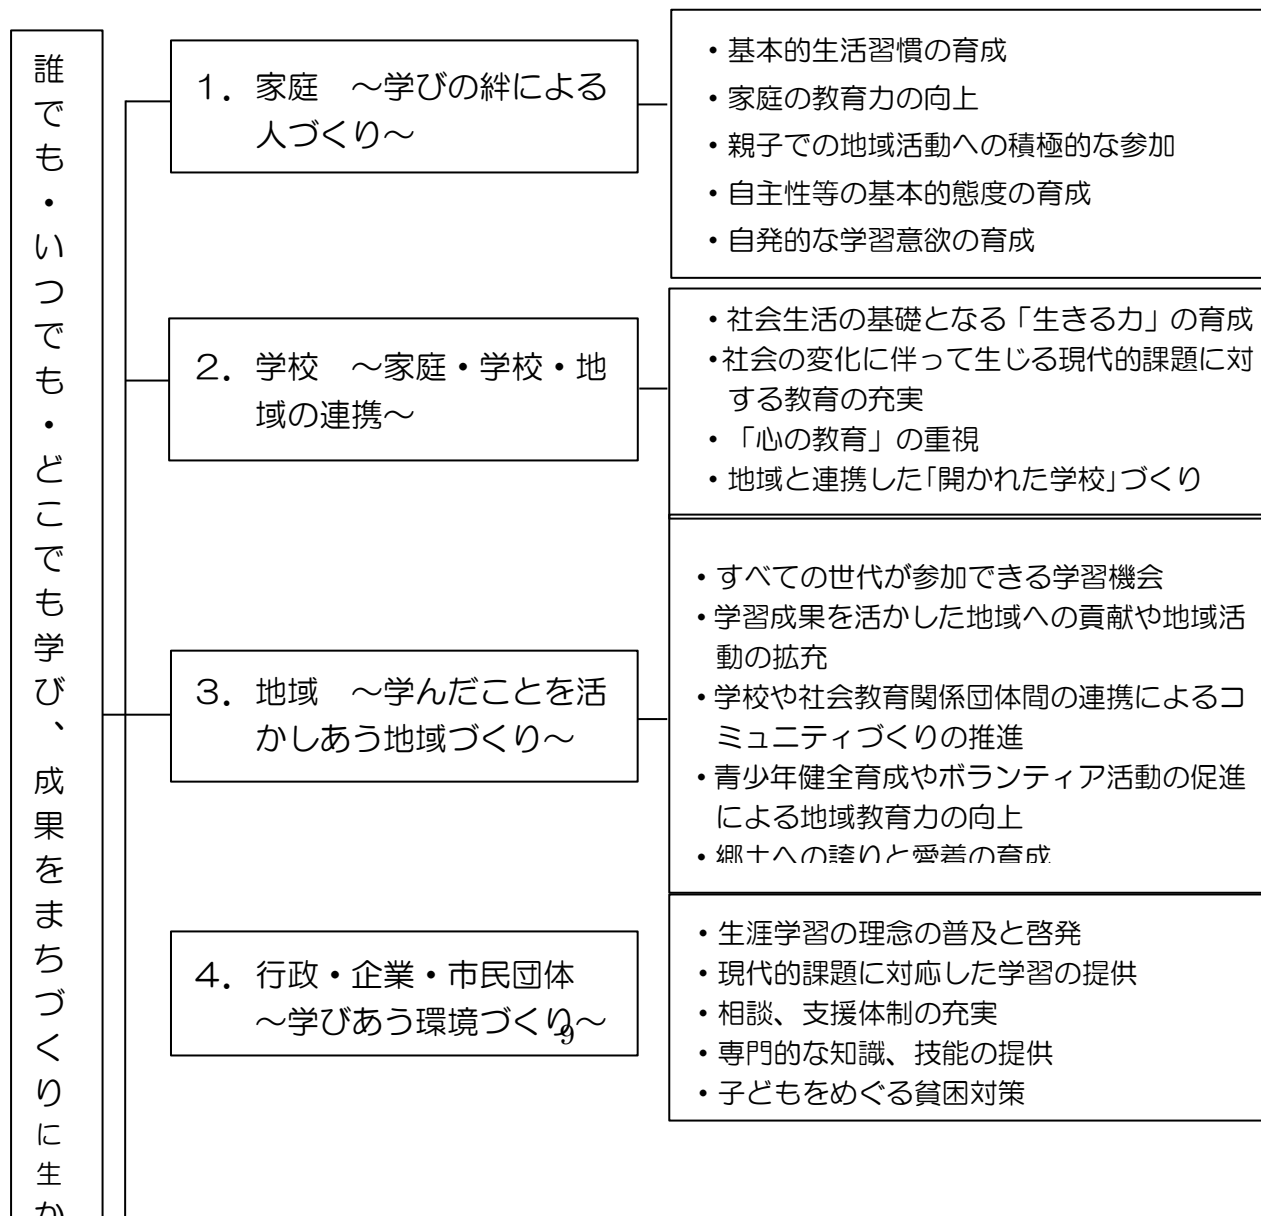 誰でも・いつでも・どこでも学び、成果をまちづくりに生か
1．家庭　～学びの絆による
人づくり～
・基本的生活習慣の育成
・家庭の教育力の向上
・親子での地域活動への積極的な参加
・自主性等の基本的態度の育成
・自発的な学習意欲の育成
2．学校　～家庭・学校・地
域の連携～
・社会生活の基礎となる「生きる力」の育成
・社会の変化に伴って生じる現代的課題に対
する教育の充実
・「心の教育」の重視
・地域と連携した「開かれた学校」づくり
3．地域　～学んだことを活
かしあう地域づくり～
・すべての世代が参加できる学習機会
・学習成果を活かした地域への貢献や地域活
動の拡充
・学校や社会教育関係団体間の連携によるコ
ミュニティづくりの推進
・青少年健全育成やボランティア活動の促進
による地域教育力の向上
・郷土への誇りと愛着の育成
4．行政・企業・市民団体
～学びあう環境づくり～
・生涯学習の理念の普及と啓発
・現代的課題に対応した学習の提供
・相談、支援体制の充実
・専門的な知識、技能の提供
・子どもをめぐる貧困対策
9